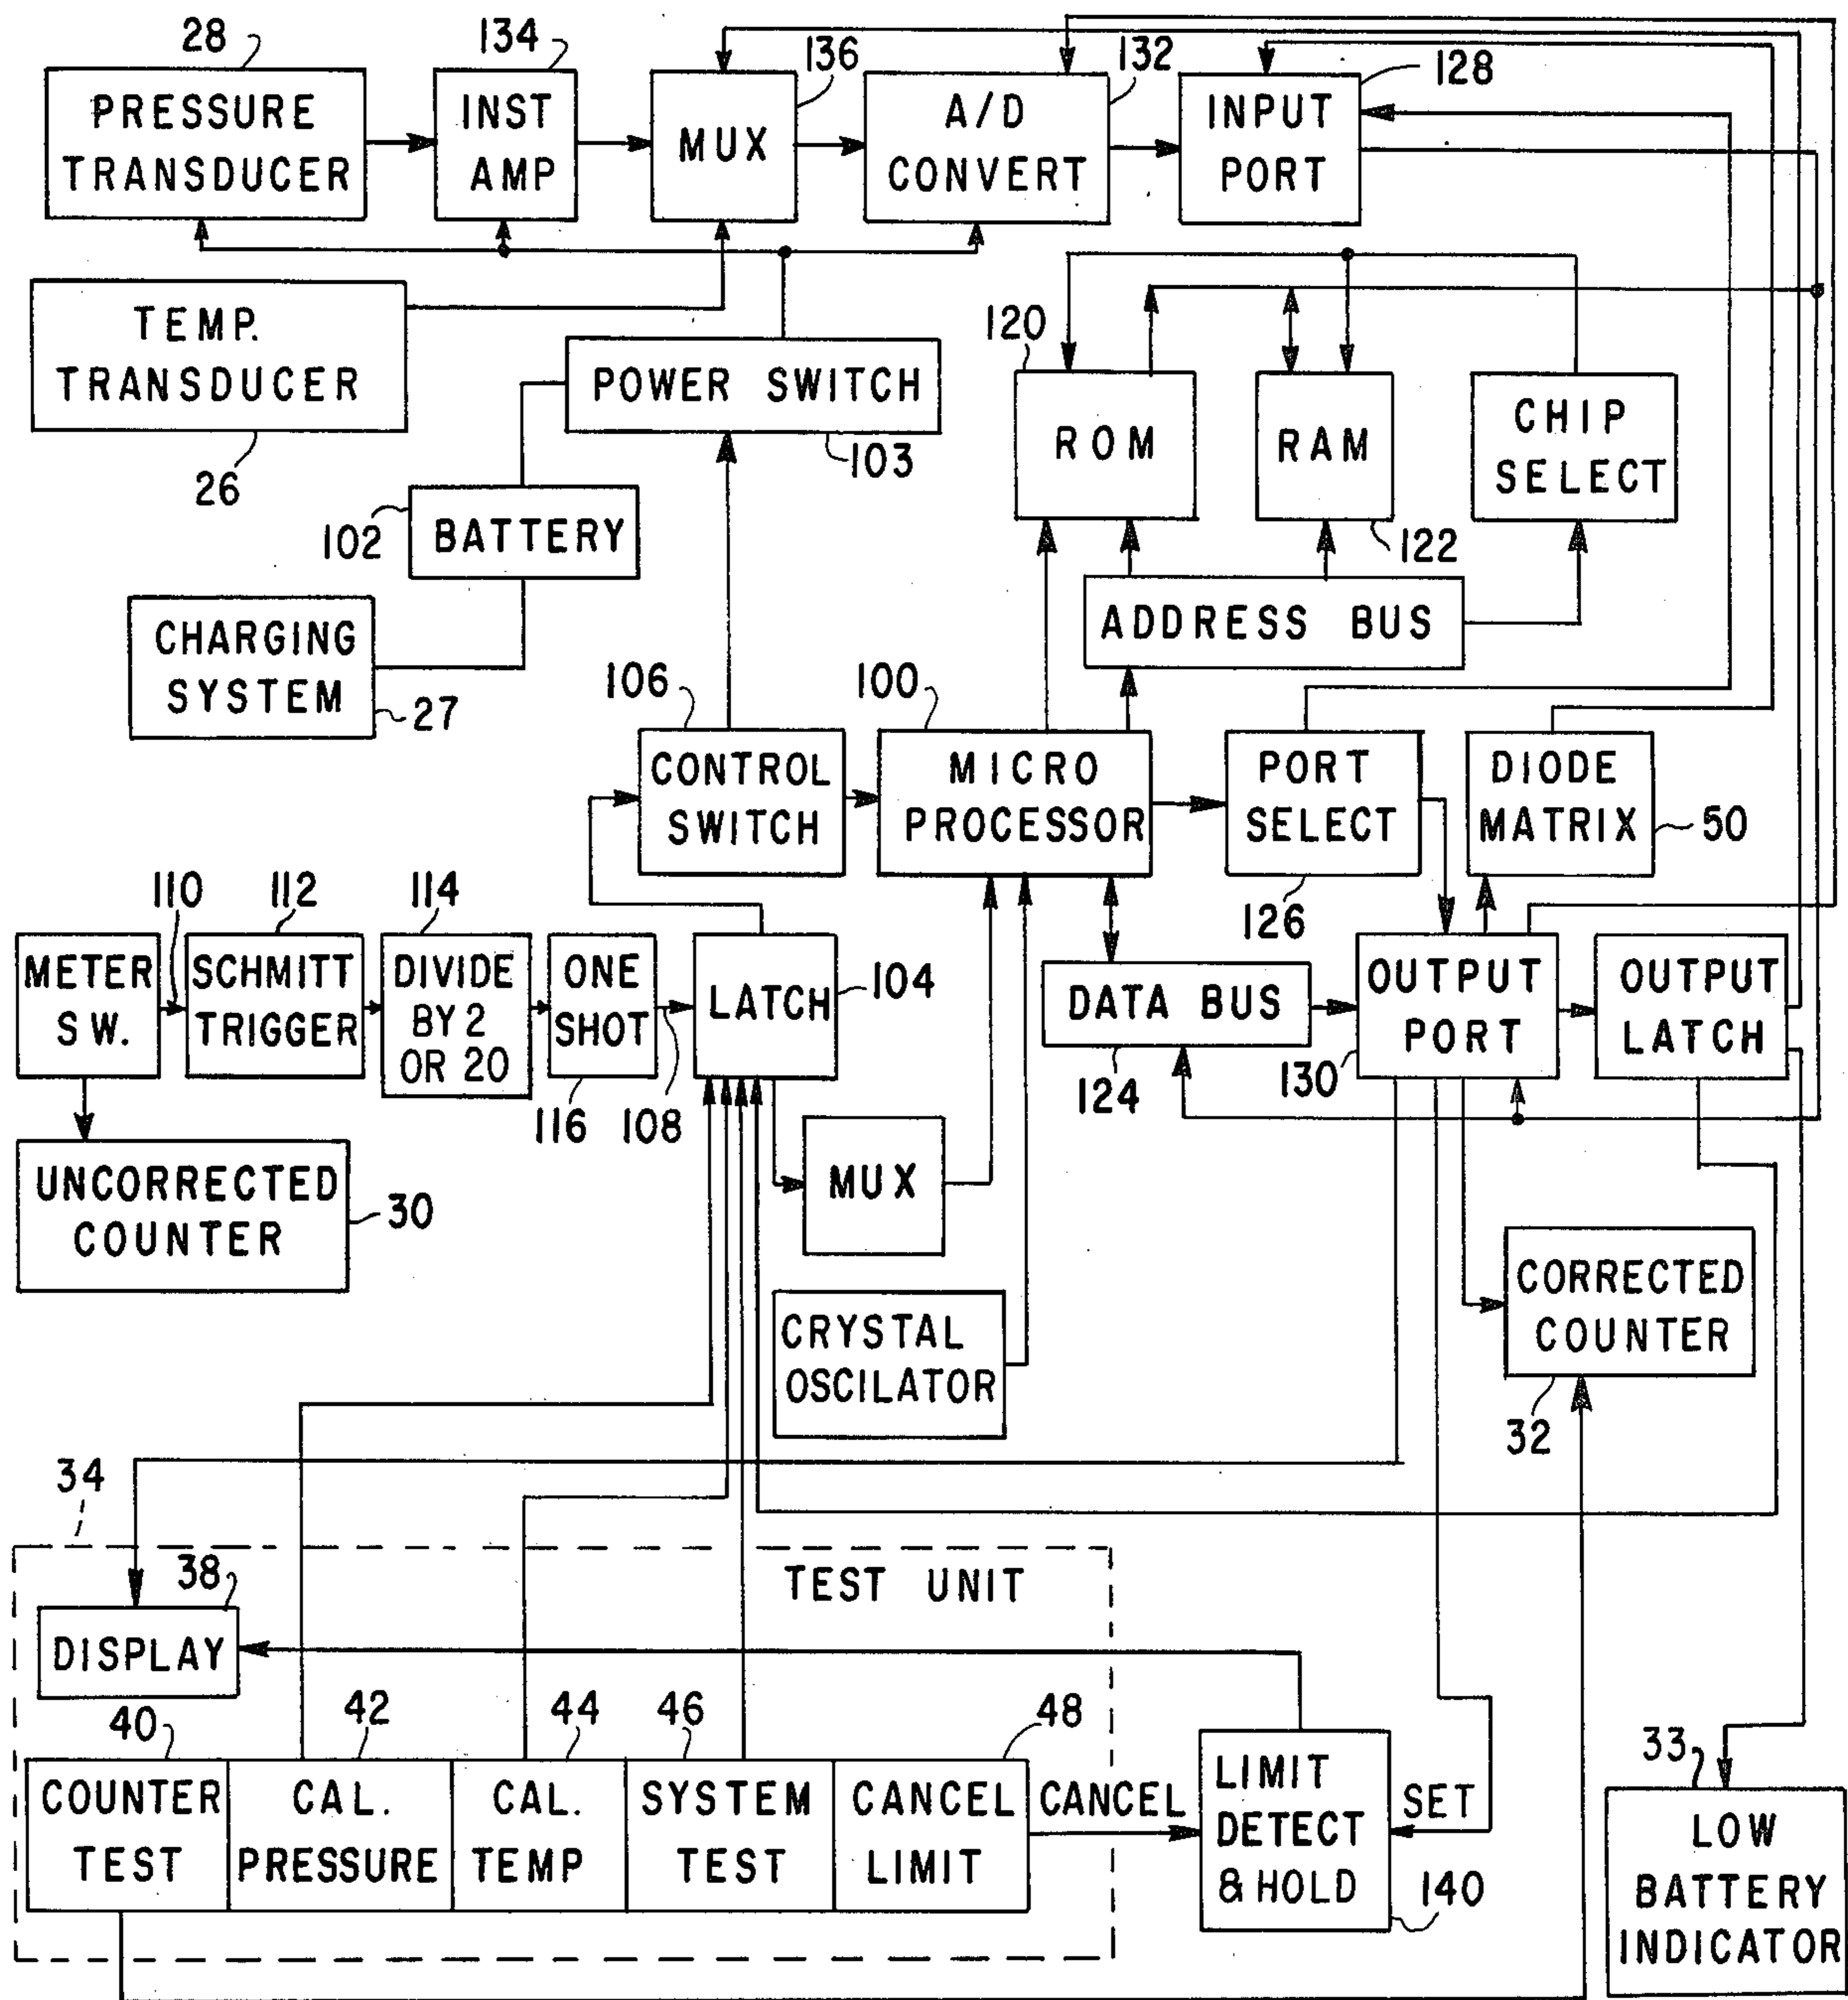 28
134
136
132
128
PRESSURE
TRANSDUCER
INST
AMP
MUX
A/D
CONVERT
INPUT
PORT
TEMP.
TRANSDUCER
26
POWER SWITCH
103
120
ROM
RAM
122
CHIP
SELECT
102
BATTERY
CHARGING
SYSTEM
27
ADDRESS BUS
106
CONTROL
SWITCH
100
MICRO
PROCESSOR
PORT
SELECT
126
DIODE
MATRIX
50
110
112
114
METER
SW.
SCHMITT
TRIGGER
DIVIDE
BY 2
OR 20
ONE
SHOT
116
108
LATCH
104
DATA BUS
124
OUTPUT
PORT
130
OUTPUT
LATCH
UNCORRECTED
COUNTER
30
MUX
CRYSTAL
OSCILATOR
CORRECTED
COUNTER
32
34
TEST UNIT
38
DISPLAY
40
42
44
46
48
COUNTER
TEST
CAL.
PRESSURE
CAL.
TEMP
SYSTEM
TEST
CANCEL
LIMIT
CANCEL
LIMIT
DETECT
& HOLD
140
SET
33
LOW
BATTERY
INDICATOR